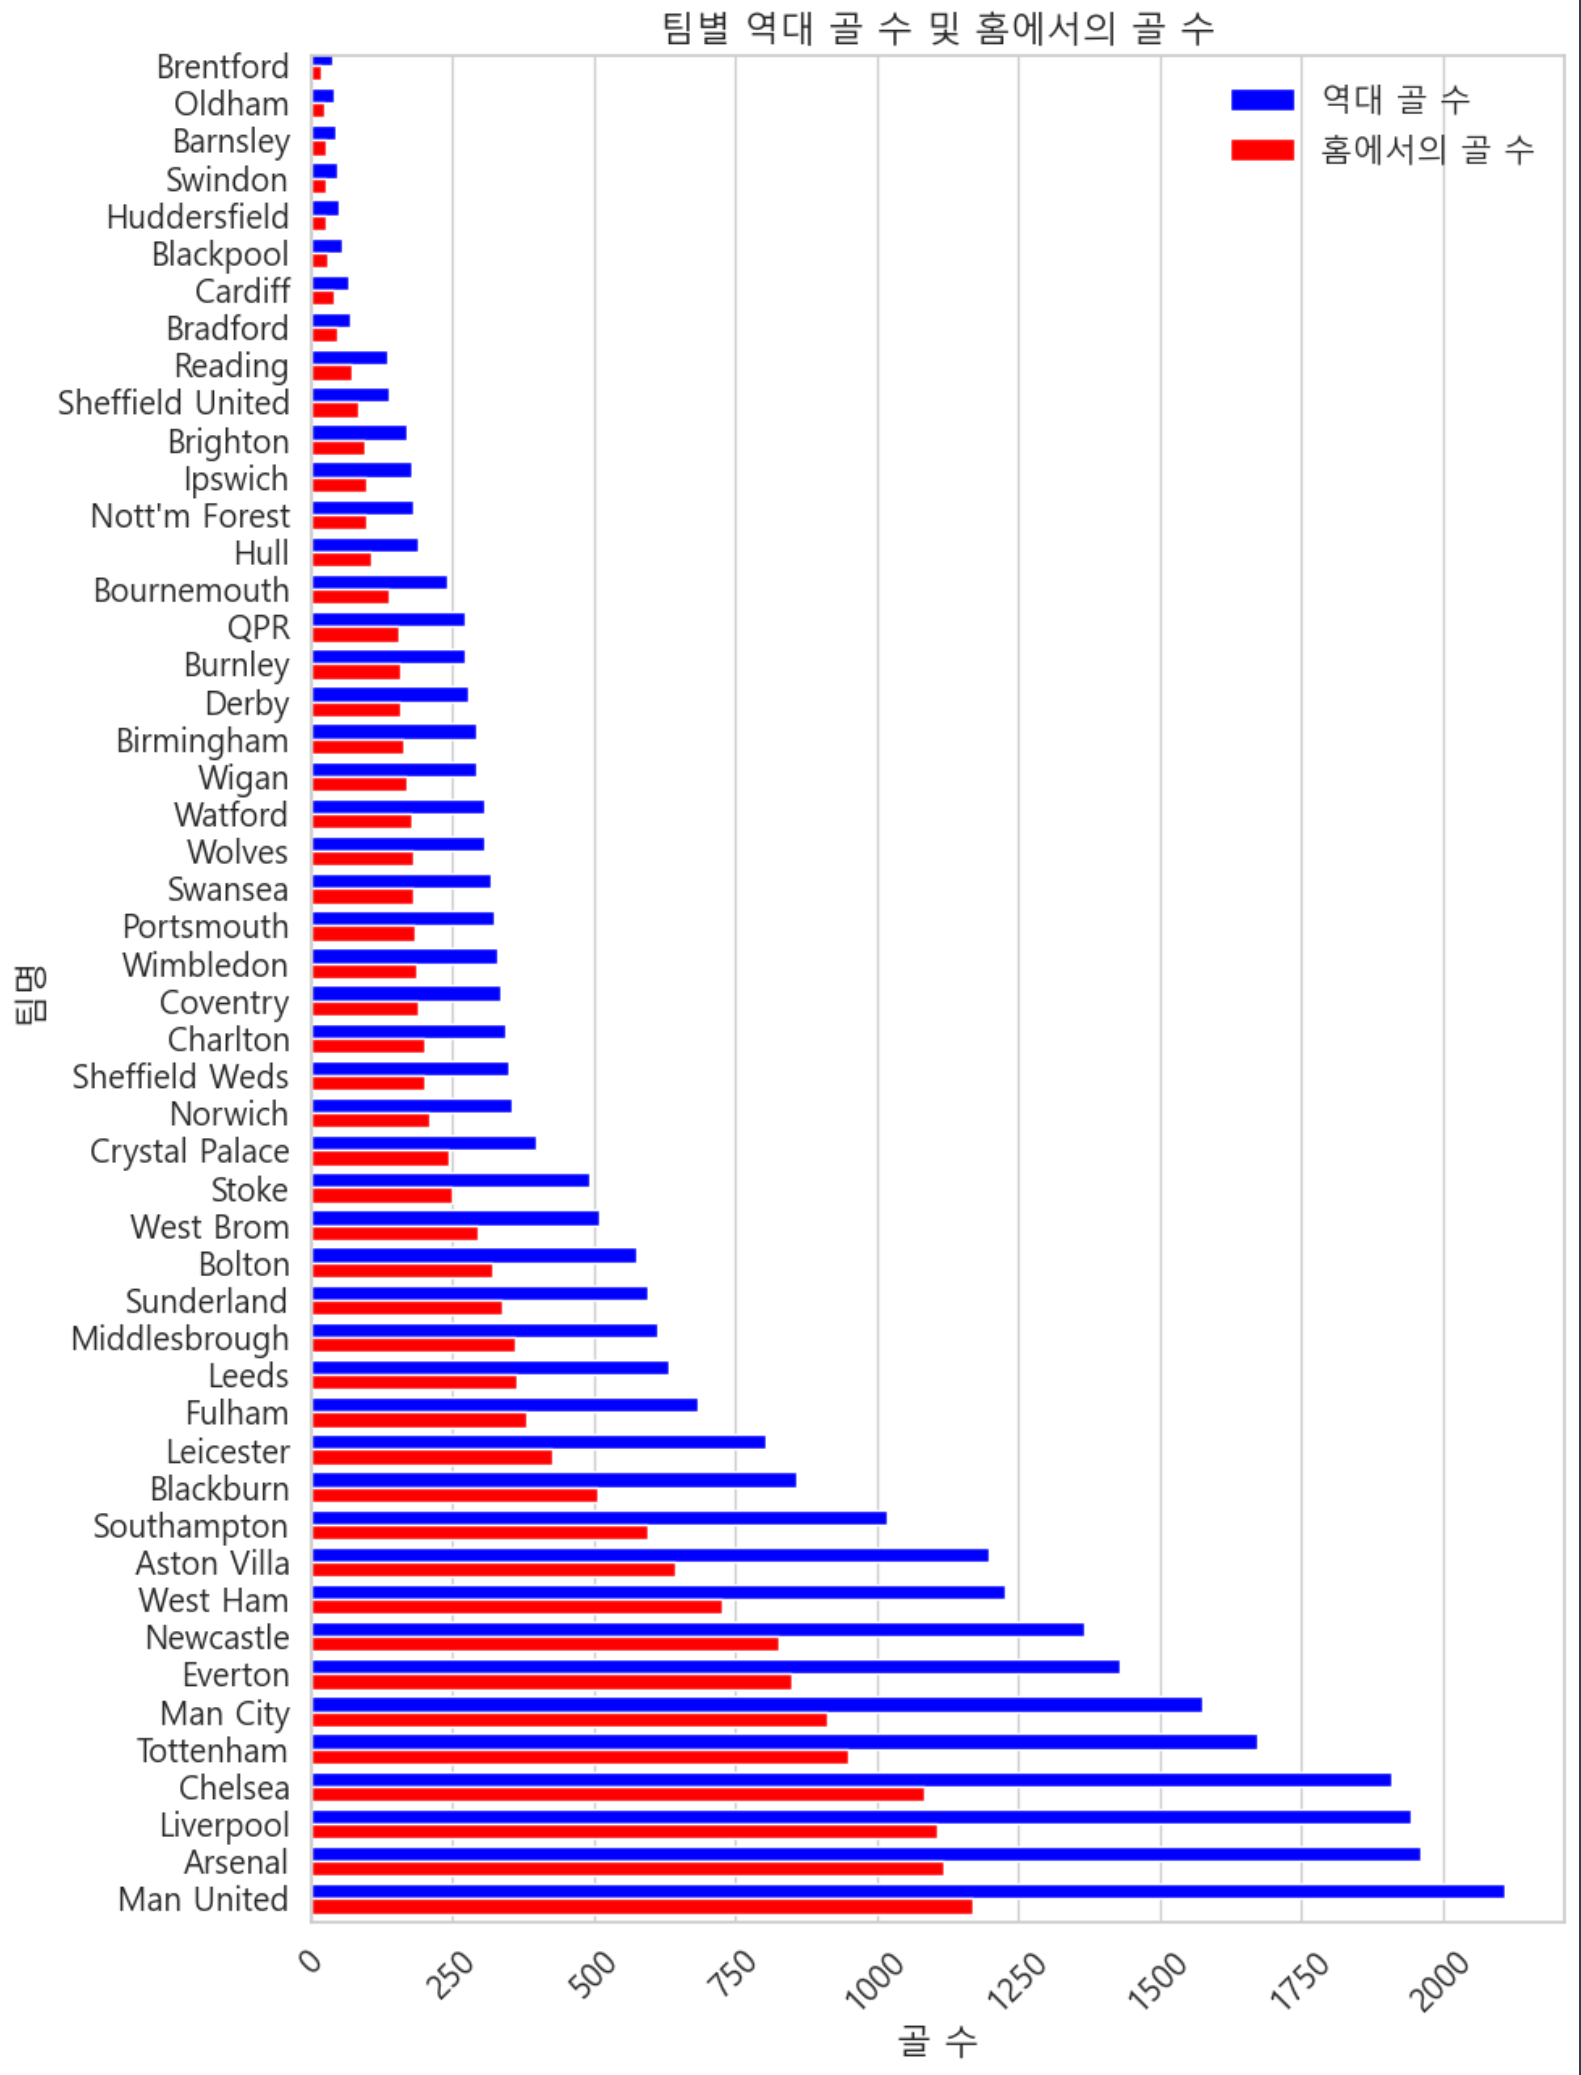 팀별 역대 골 수 및 홈에서의 골 수
역대 골 수
홈에서의 골 수
Brentford
Oldham
Barnsley
Swindon
Huddersfield
Blackpool
Cardiff
Bradford
Reading
Sheffield United
Brighton
Ipswich
Nott'm Forest
Hull
Bournemouth
QPR
Burnley
Derby
Birmingham
Wigan
Watford
Wolves
Swansea
Portsmouth
Wimbledon
Coventry
Charlton
Sheffield Weds
Norwich
Crystal Palace
Stoke
West Brom
Bolton
Sunderland
Middlesbrough
Leeds
Fulham
Leicester
Blackburn
Southampton
Aston Villa
West Ham
Newcastle
Everton
Man City
Tottenham
Chelsea
Liverpool
Arsenal
Man United
팀명
0 250 500 750 1000 1250 1500 1750 2000
골 수